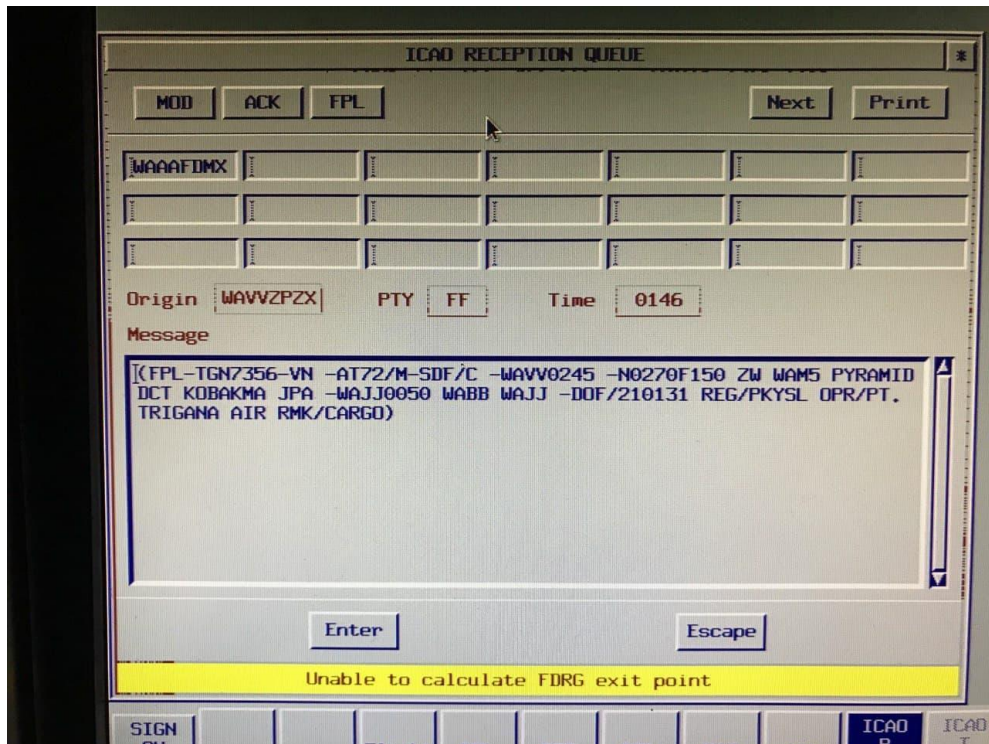 ICAO RECEPTION QUEUE *
MOD ACK FPL Next Print
WAAAFDMX
Origin WAVVZPZX PTY FF Time 0146
Message
(FPL-TGN7356-VN -AT72/M-SDF/C -WAVV0245 -N0270F150 ZW WAM5 PYRAMID
DCT KOBAKMA JPA -WAJJ0050 WABB WAJJ -DOF/210131 REG/PKYSL OPR/PT.
TRIGANA AIR RMK/CARGO)
Enter Escape
Unable to calculate FDRG exit point
SIGN ICAO ICAO